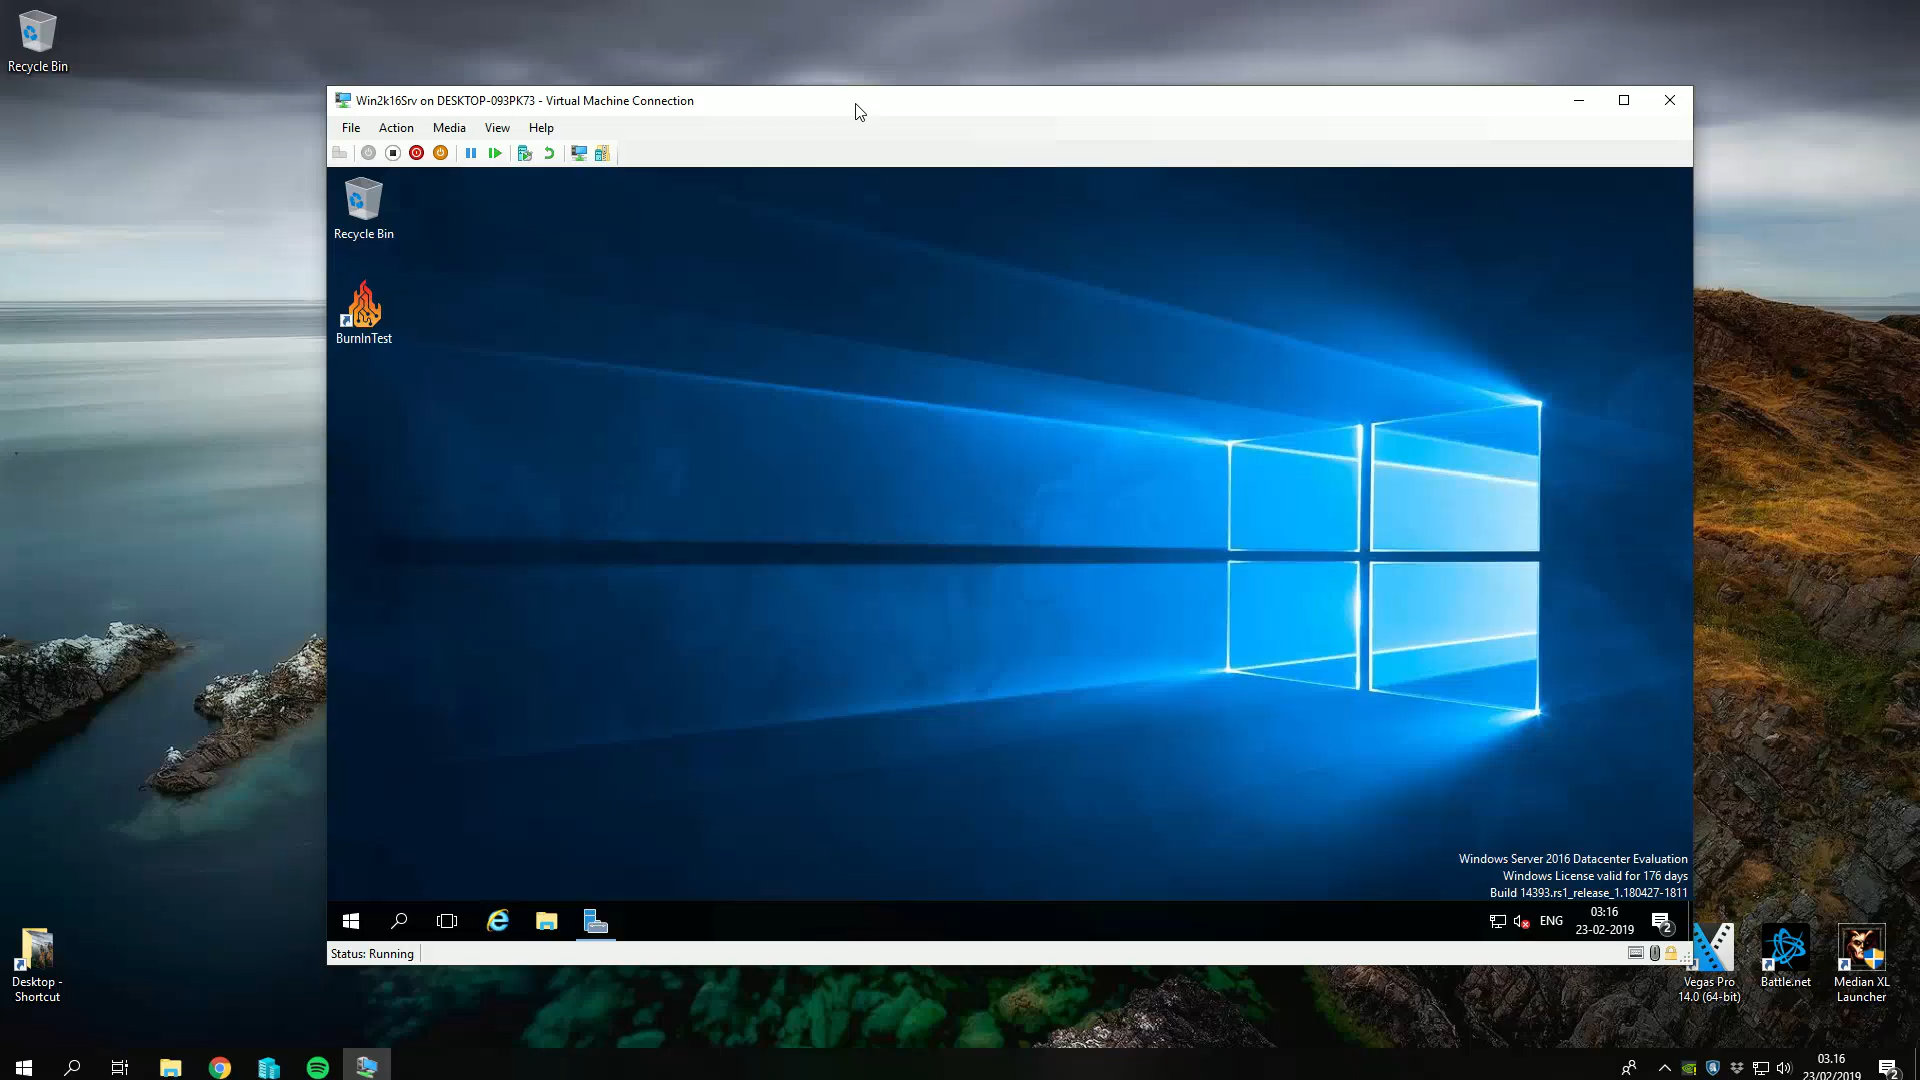 Recycle Bin
Win2k16Srv on DESKTOP-093PK73 - Virtual Machine Connection
File Action Media View Help
Recycle Bin
BurnInTest
Windows Server 2016 Datacenter Evaluation
Windows License valid for 176 days
Build 14393.rs1_release_1.180427-1811
ENG
03:16
23-02-2019
2
Status: Running
Desktop -
Shortcut
Vegas Pro
14.0 (64-bit)
Battle.net
Median XL
Launcher
03.16
23/02/2019
2